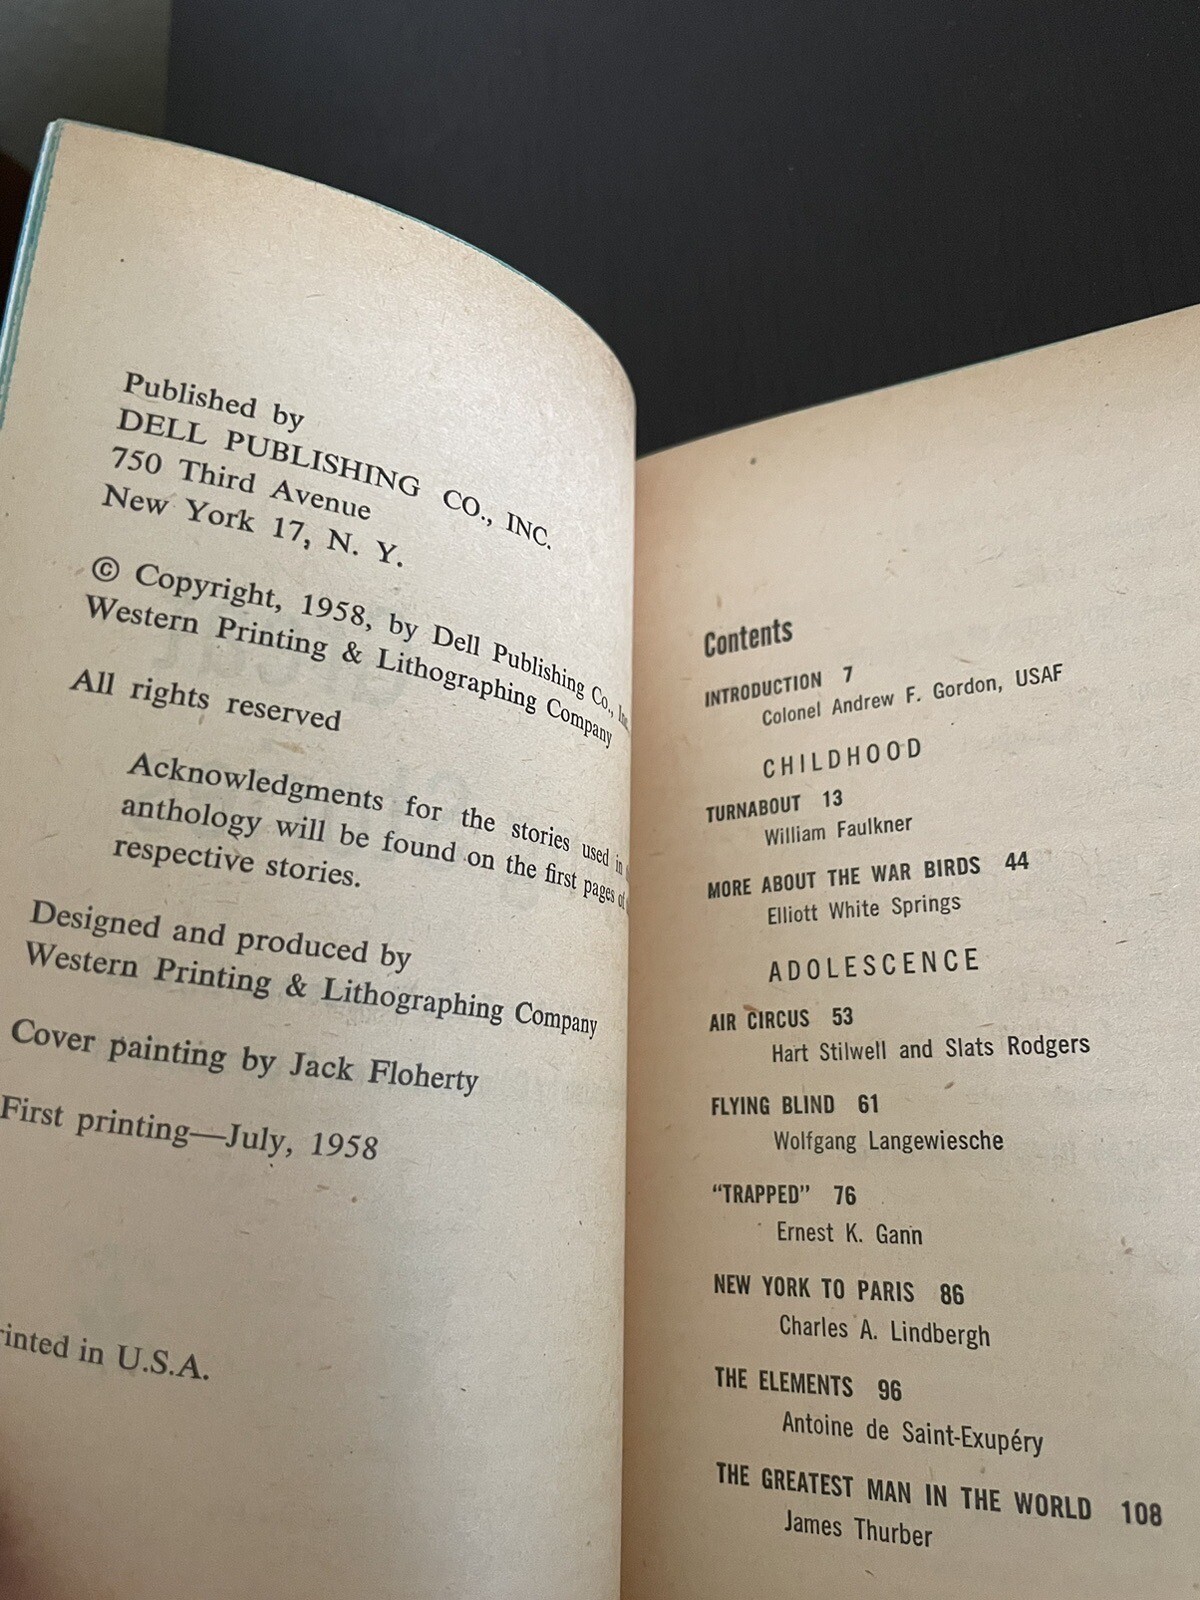 Published by
DELL PUBLISHING CO., INC.
750 Third Avenue
New York 17, N. Y.
© Copyright, 1958, by Dell Publishing Co., Inc.
Western Printing & Lithographing Company
All rights reserved
Acknowledgments for the stories used in
anthology will be found on the first pages of
respective stories.
Designed and produced by
Western Printing & Lithographing Company
Cover painting by Jack Floherty
First printing—July, 1958
rinted in U.S.A.
Contents
INTRODUCTION 7
Colonel Andrew F. Gordon, USAF
CHILDHOOD
TURNABOUT 13
William Faulkner
MORE ABOUT THE WAR BIRDS 44
Elliott White Springs
ADOLESCENCE
AIR CIRCUS 53
Hart Stilwell and Slats Rodgers
FLYING BLIND 61
Wolfgang Langewiesche
“TRAPPED” 76
Ernest K. Gann
NEW YORK TO PARIS 86
Charles A. Lindbergh
THE ELEMENTS 96
Antoine de Saint-Exupéry
THE GREATEST MAN IN THE WORLD 108
James Thurber